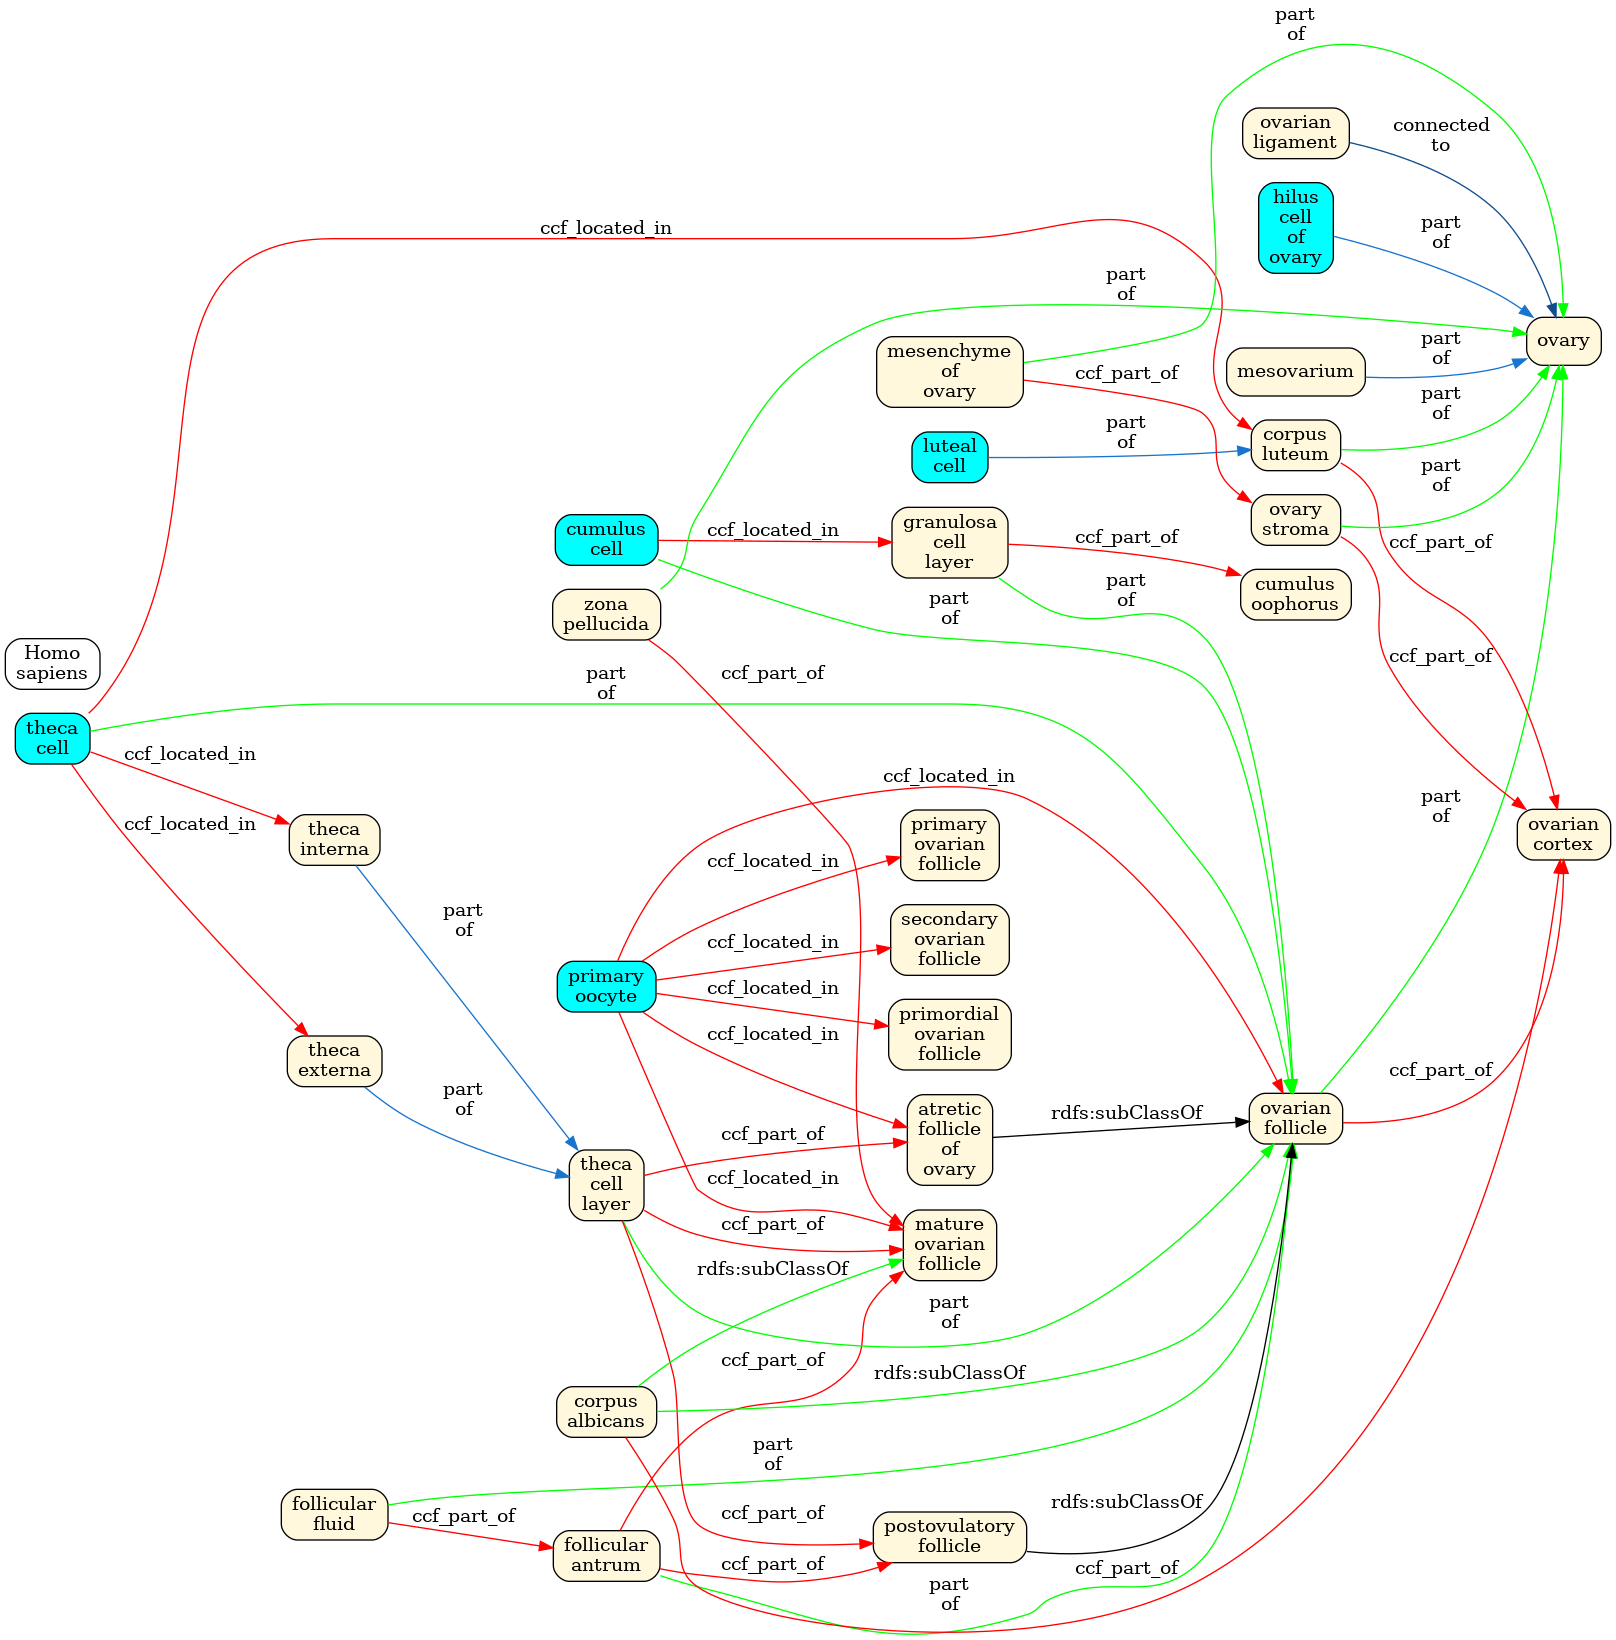 part
of
ovarian
ligament
connected
to
hilus
cell
of
ovary
part
of
ccf_located_in
part
of
ovary
mesenchyme
of
ovary
ccf_part_of
mesovarium
part
of
luteal
cell
part
of
corpus
luteum
part
of
cumulus
cell
ccf_located_in
granulosa
cell
layer
ccf_part_of
ovary
stroma
part
of
ccf_part_of
zona
pellucida
part
of
part
of
cumulus
oophorus
Homo
sapiens
ccf_part_of
part
of
ccf_part_of
theca
cell
ccf_located_in
ccf_located_in
theca
interna
ccf_located_in
primary
ovarian
follicle
ccf_located_in
part
of
ovarian
cortex
part
of
secondary
ovarian
follicle
ccf_located_in
primary
oocyte
ccf_located_in
primordial
ovarian
follicle
ccf_located_in
theca
externa
part
of
atretic
follicle
of
ovary
rdfs:subClassOf
ovarian
follicle
ccf_part_of
theca
cell
layer
ccf_part_of
ccf_located_in
ccf_part_of
mature
ovarian
follicle
rdfs:subClassOf
part
of
ccf_part_of
rdfs:subClassOf
corpus
albicans
part
of
follicular
fluid
ccf_part_of
follicular
antrum
ccf_part_of
ccf_part_of
postovulatory
follicle
rdfs:subClassOf
part
of
ccf_part_of